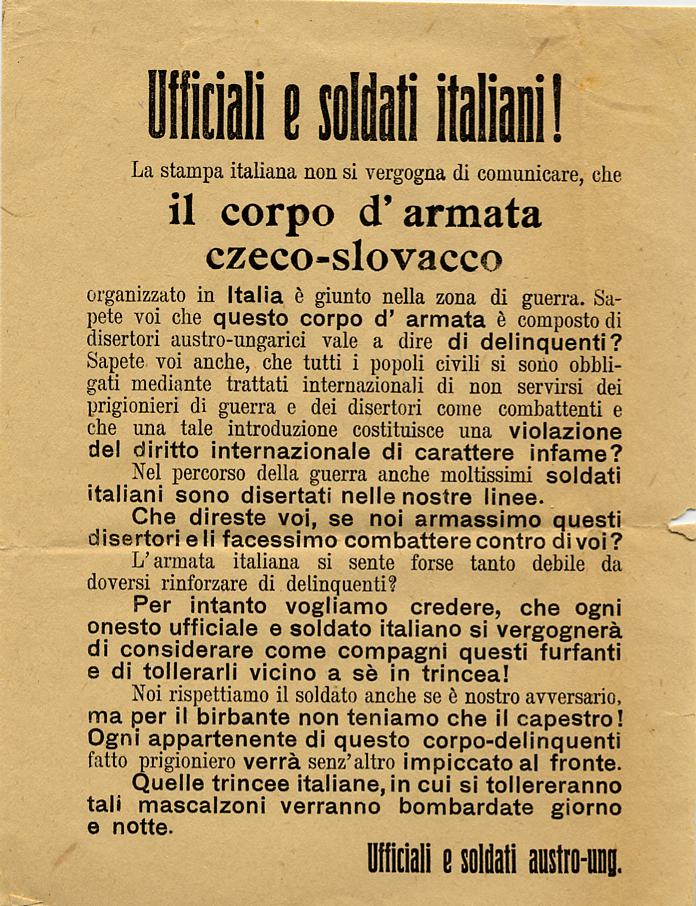 Ufficiali e soldati italiani!
La stampa italiana non si vergogna di comunicare, che
il corpo d' armata
czeco-slovacco
organizzato in Italia è giunto nella zona di guerra. Sa-
pete voi che questo corpo d' armata è composto di
disertori austro-ungarici vale a dire di delinquenti?
Sapete voi anche, che tutti i popoli civili si sono obbli-
gati mediante trattati internazionali di non servirsi dei
prigionieri di guerra e dei disertori come combattenti e
che una tale introduzione costituisce una violazione
del diritto internazionale di carattere infame?
Nel percorso della guerra anche moltissimi soldati
italiani sono disertati nelle nostre linee.
Che direste voi, se noi armassimo questi
disertori e li facessimo combattere contro di voi?
L'armata italiana si sente forse tanto debile da
doversi rinforzare di delinquenti?
Per intanto vogliamo credere, che ogni
onesto ufficiale e soldato italiano si vergognerà
di considerare come compagni questi furfanti
e di tollerarli vicino a sè in trincea!
Noi rispettiamo il soldato anche se è nostro avversario,
ma per il birbante non teniamo che il capestro!
Ogni appartenente di questo corpo-delinquenti
fatto prigioniero verrà senz'altro impiccato al fronte.
Quelle trincee italiane, in cui si tollereranno
tali mascalzoni verranno bombardate giorno
e notte.
Ufficiali e soldati austro-ung.